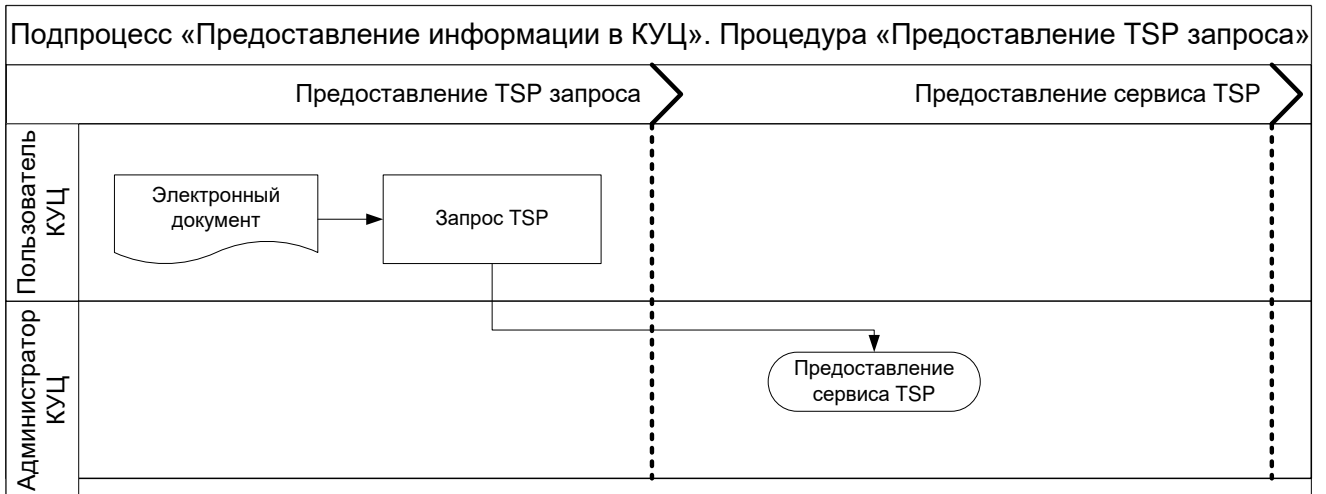 Подпроцесс «Предоставление информации в КУЦ». Процедура «Предоставление TSP запроса»
Предоставление TSP запроса
Предоставление сервиса TSP
Пользователь
КУЦ
Электронный
документ
Запрос TSP
Администратор
КУЦ
Предоставление
сервиса TSP